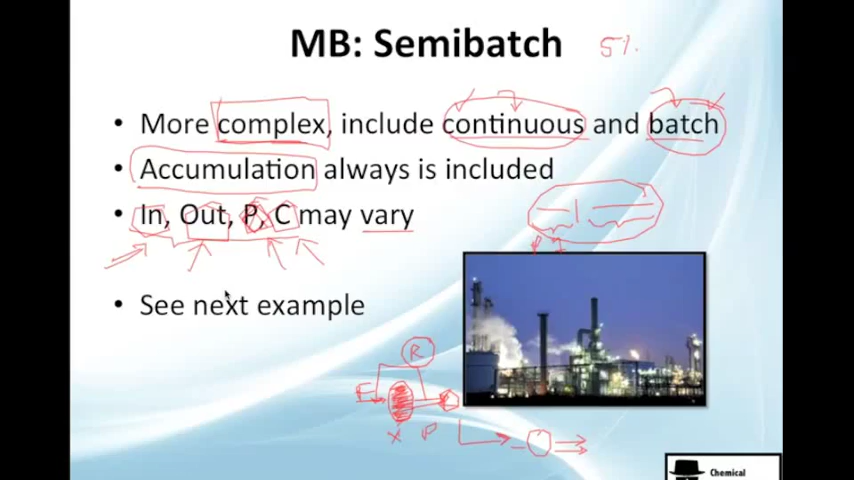 MB: Semibatch
5%
• More complex, include continuous and batch
• Accumulation always is included
• In, Out, P, C may vary
• See next example
R
F
X P
Chemical